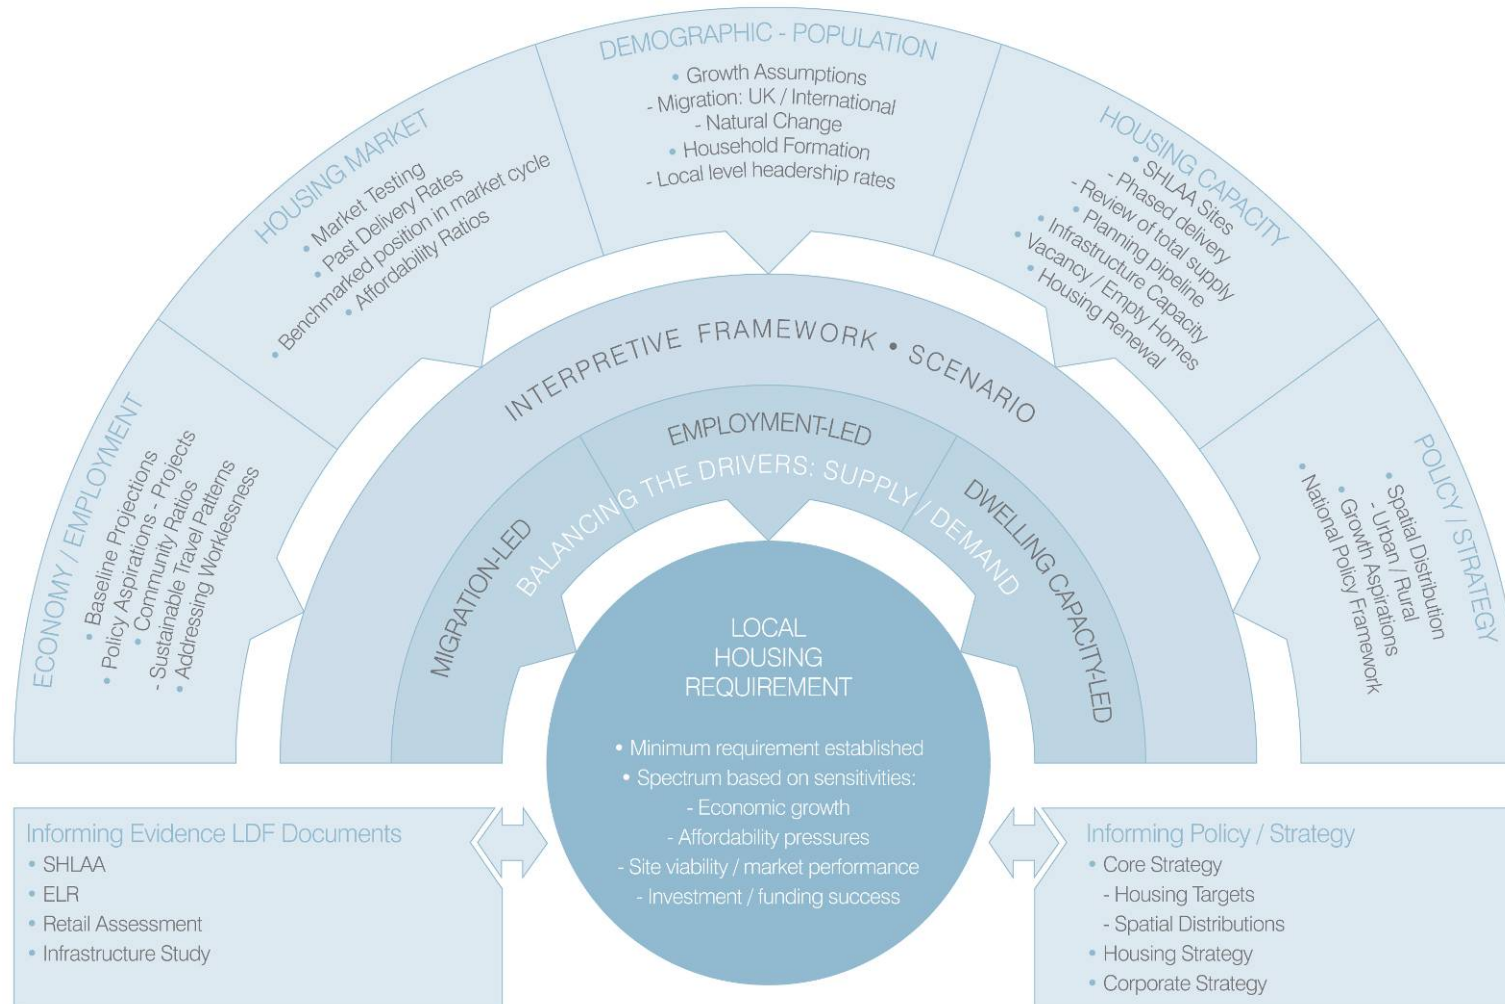 ECONOMY / EMPLOYMENT
• Baseline Projections
• Policy Aspirations - Projects
• Community Ratios
- Sustainable Travel Patterns
• Addressing Worklessness
HOUSING MARKET
• Market Testing
• Past Delivery Rates
• Benchmarked position in market cycle
• Affordability Ratios
DEMOGRAPHIC - POPULATION
• Growth Assumptions
- Migration: UK / International
- Natural Change
• Household Formation
- Local level headership rates
HOUSING CAPACITY
• SHLAA Sites
- Phased delivery
- Review of total supply
• Planning pipeline
• Infrastructure Capacity
• Vacancy / Empty Homes
• Housing Renewal
POLICY / STRATEGY
• Spatial Distribution
- Urban / Rural
• Growth Aspirations
• National Policy Framework
INTERPRETIVE FRAMEWORK • SCENARIO
MIGRATION-LED
EMPLOYMENT-LED
DWELLING CAPACITY-LED
BALANCING THE DRIVERS: SUPPLY / DEMAND
LOCAL
HOUSING
REQUIREMENT
• Minimum requirement established
• Spectrum based on sensitivities:
- Economic growth
- Affordability pressures
- Site viability / market performance
- Investment / funding success
Informing Evidence LDF Documents
• SHLAA
• ELR
• Retail Assessment
• Infrastructure Study
Informing Policy / Strategy
• Core Strategy
- Housing Targets
- Spatial Distributions
• Housing Strategy
• Corporate Strategy